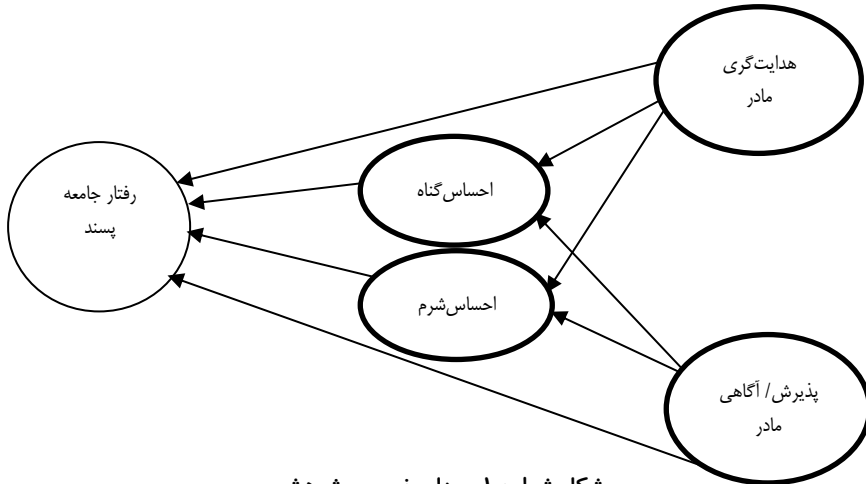 هدایت‌گری
مادر
احساس‌گناه
رفتار جامعه
پسند
احساس‌شرم
پذیرش/ آگاهی
مادر